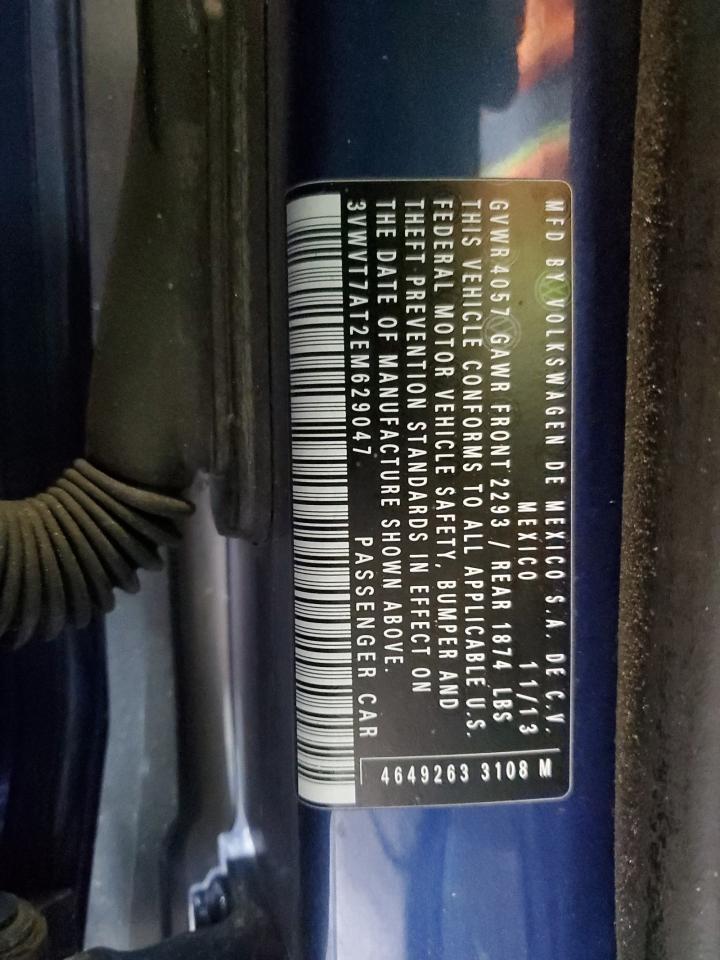 MFD BY VOLKSWAGEN DE MEXICO S.A. DE C.V.
MEXICO 11/13
GVWR 4057 GAWR FRONT 2293 / REAR 1874 LBS
THIS VEHICLE CONFORMS TO ALL APPLICABLE U.S.
FEDERAL MOTOR VEHICLE SAFETY, BUMPER AND
THEFT PREVENTION STANDARDS IN EFFECT ON
THE DATE OF MANUFACTURE SHOWN ABOVE.
3VWVT7AT2EM629047 PASSENGER CAR
4649263 3108 M